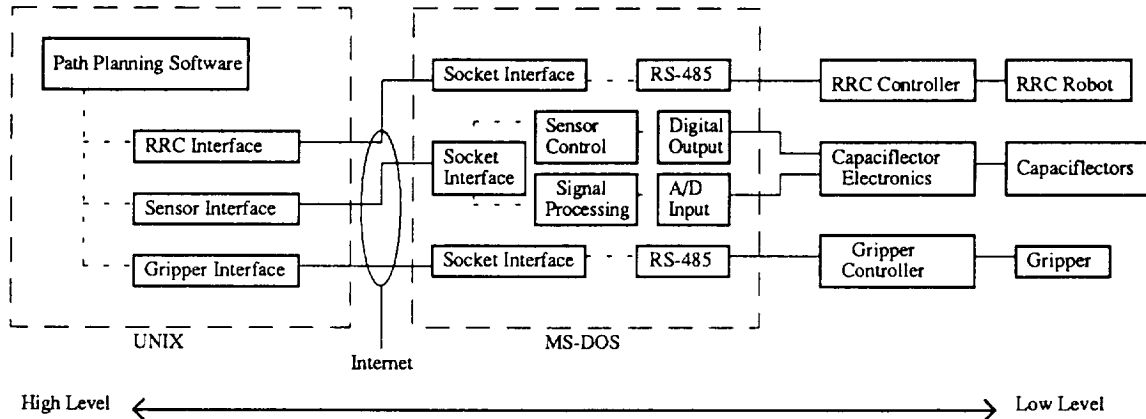 Path Planning Software
RRC Interface
Sensor Interface
Gripper Interface
UNIX
Internet
Socket Interface
RS-485
Socket
Interface
Sensor
Control
Digital
Output
Signal
Processing
A/D
Input
Socket Interface
RS-485
MS-DOS
RRC Controller
RRC Robot
Capaciflector
Electronics
Capaciflectors
Gripper
Controller
Gripper
High Level
Low Level